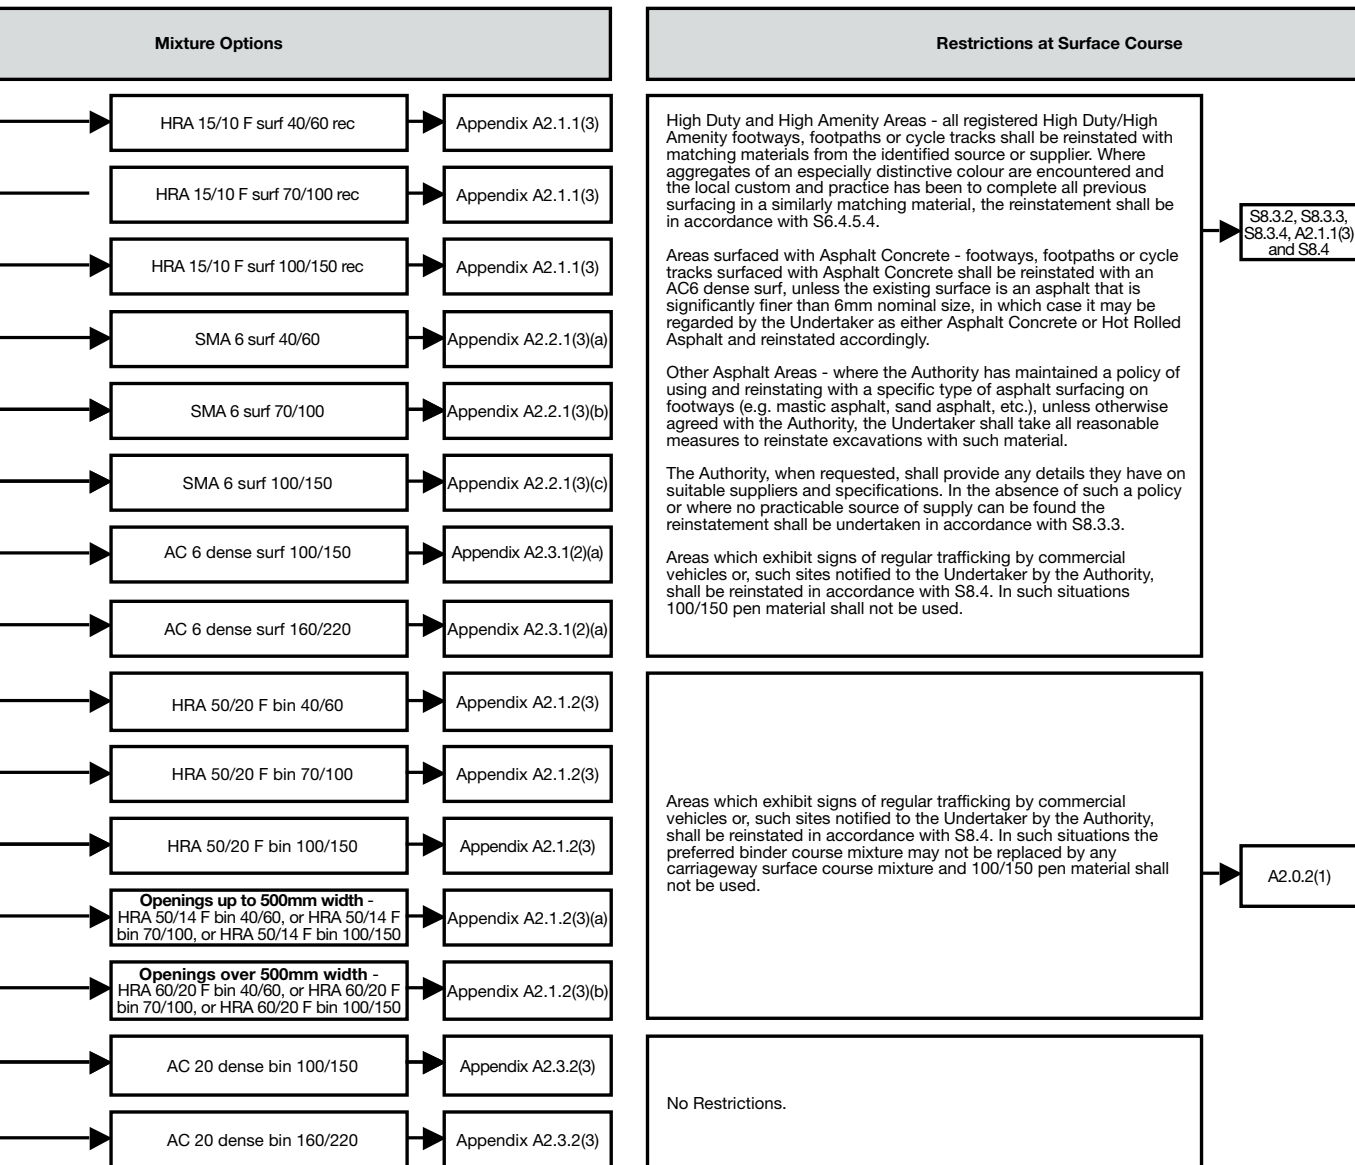 Mixture Options
Restrictions at Surface Course
HRA 15/10 F surf 40/60 rec
Appendix A2.1.1(3)
HRA 15/10 F surf 70/100 rec
Appendix A2.1.1(3)
HRA 15/10 F surf 100/150 rec
Appendix A2.1.1(3)
SMA 6 surf 40/60
Appendix A2.2.1(3)(a)
SMA 6 surf 70/100
Appendix A2.2.1(3)(b)
SMA 6 surf 100/150
Appendix A2.2.1(3)(c)
AC 6 dense surf 100/150
Appendix A2.3.1(2)(a)
AC 6 dense surf 160/220
Appendix A2.3.1(2)(a)
HRA 50/20 F bin 40/60
Appendix A2.1.2(3)
HRA 50/20 F bin 70/100
Appendix A2.1.2(3)
HRA 50/20 F bin 100/150
Appendix A2.1.2(3)
Openings up to 500mm width -
HRA 50/14 F bin 40/60, or HRA 50/14 F
bin 70/100, or HRA 50/14 F bin 100/150
Appendix A2.1.2(3)(a)
Openings over 500mm width -
HRA 60/20 F bin 40/60, or HRA 60/20 F
bin 70/100, or HRA 60/20 F bin 100/150
Appendix A2.1.2(3)(b)
AC 20 dense bin 100/150
Appendix A2.3.2(3)
AC 20 dense bin 160/220
Appendix A2.3.2(3)
High Duty and High Amenity Areas - all registered High Duty/High
Amenity footways, footpaths or cycle tracks shall be reinstated with
matching materials from the identified source or supplier. Where
aggregates of an especially distinctive colour are encountered and
the local custom and practice has been to complete all previous
surfacing in a similarly matching material, the reinstatement shall be
in accordance with S6.4.5.4.
Areas surfaced with Asphalt Concrete - footways, footpaths or cycle
tracks surfaced with Asphalt Concrete shall be reinstated with an
AC6 dense surf, unless the existing surface is an asphalt that is
significantly finer than 6mm nominal size, in which case it may be
regarded by the Undertaker as either Asphalt Concrete or Hot Rolled
Asphalt and reinstated accordingly.
Other Asphalt Areas - where the Authority has maintained a policy of
using and reinstating with a specific type of asphalt surfacing on
footways (e.g. mastic asphalt, sand asphalt, etc.), unless otherwise
agreed with the Authority, the Undertaker shall take all reasonable
measures to reinstate excavations with such material.
The Authority, when requested, shall provide any details they have on
suitable suppliers and specifications. In the absence of such a policy
or where no practicable source of supply can be found the
reinstatement shall be undertaken in accordance with S8.3.3.
Areas which exhibit signs of regular trafficking by commercial
vehicles or, such sites notified to the Undertaker by the Authority,
shall be reinstated in accordance with S8.4. In such situations
100/150 pen material shall not be used.
S8.3.2, S8.3.3,
S8.3.4, A2.1.1(3)
and S8.4
Areas which exhibit signs of regular trafficking by commercial
vehicles or, such sites notified to the Undertaker by the Authority,
shall be reinstated in accordance with S8.4. In such situations the
preferred binder course mixture may not be replaced by any
carriageway surface course mixture and 100/150 pen material shall
not be used.
A2.0.2(1)
No Restrictions.